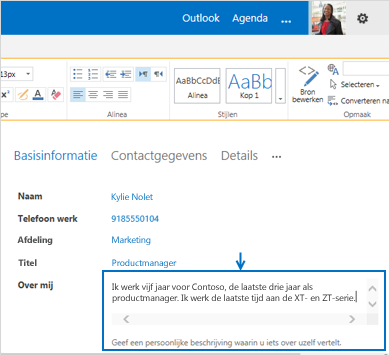 Outlook Agenda ...
13px
AaBbCcDdE AaBb
Alinea Kop 1
Bron bewerken
Selecteren
Converteren na
pe Alinea Stijlen Opmaak
Basisinformatie Contactgegevens Details ...
Naam Kylie Nolet
Telefoon werk 9185550104
Afdeling Marketing
Titel Productmanager
Over mij
Ik werk vijf jaar voor Contoso, de laatste drie jaar als
productmanager. Ik werk de laatste tijd aan de XT- en ZT-serie.
Geef een persoonlijke beschrijving waarin u iets over uzelf vertelt.